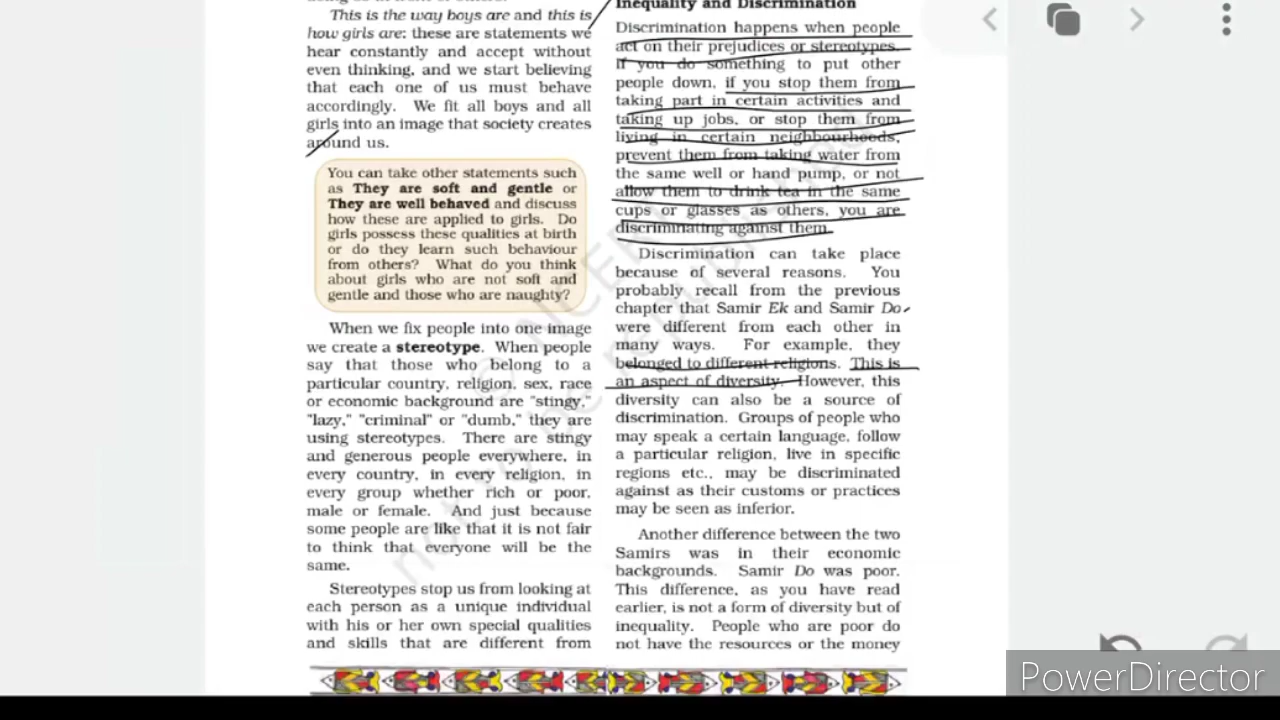 This is the way boys are and this is
how girls are: these are statements we
hear constantly and accept without
even thinking, and we start believing
that each one of us must behave
accordingly. We fit all boys and all
girls into an image that society creates
around us.
You can take other statements such
as They are soft and gentle or
They are well behaved and discuss
how these are applied to girls. Do
girls possess these qualities at birth
or do they learn such behaviour
from others? What do you think
about girls who are not soft and
gentle and those who are naughty?
When we fix people into one image
we create a stereotype. When people
say that those who belong to a
particular country, religion, sex, race
or economic background are "stingy,"
"lazy," "criminal" or "dumb," they are
using stereotypes. There are stingy
and generous people everywhere, in
every country, in every religion, in
every group whether rich or poor,
male or female. And just because
some people are like that it is not fair
to think that everyone will be the
same.
Stereotypes stop us from looking at
each person as a unique individual
with his or her own special qualities
and skills that are different from
Inequality and Discrimination
Discrimination happens when people
act on their prejudices or stereotypes.
If you do something to put other
people down, if you stop them from
taking part in certain activities and
taking up jobs, or stop them from
living in certain neighbourhoods,
prevent them from taking water from
the same well or hand pump, or not
allow them to drink tea in the same
cups or glasses as others, you are
discriminating against them.
Discrimination can take place
because of several reasons. You
probably recall from the previous
chapter that Samir Ek and Samir Do
were different from each other in
many ways. For example, they
belonged to different religions. This is
an aspect of diversity. However, this
diversity can also be a source of
discrimination. Groups of people who
may speak a certain language, follow
a particular religion, live in specific
regions etc., may be discriminated
against as their customs or practices
may be seen as inferior.
Another difference between the two
Samirs was in their economic
backgrounds. Samir Do was poor.
This difference, as you have read
earlier, is not a form of diversity but of
inequality. People who are poor do
not have the resources or the money
© NCERT
not to be republished
PowerDirector